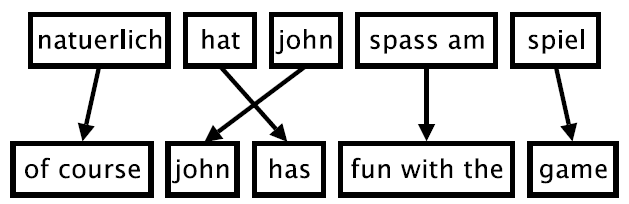 natuerlich hat john spass am spiel
of course john has fun with the game